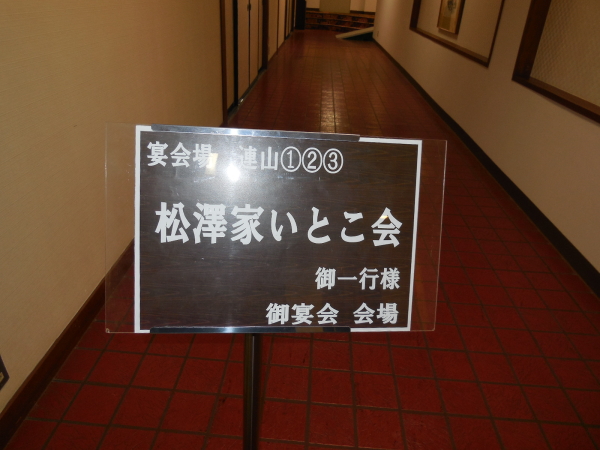 宴会場 連山①②③
松澤家いとこ会
御一行様
御宴会 会場